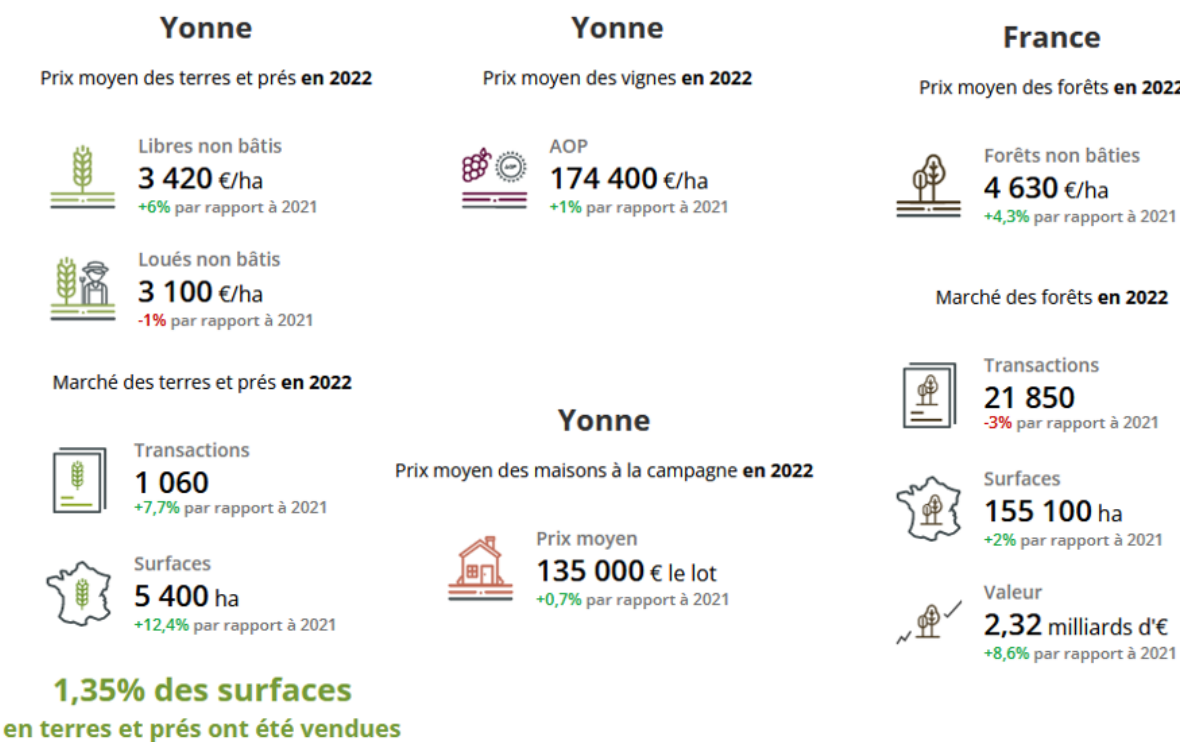 Yonne
Prix moyen des terres et prés en 2022
Libres non bâtis
3 420 €/ha
+6% par rapport à 2021
Loués non bâtis
3 100 €/ha
-1% par rapport à 2021
Marché des terres et prés en 2022
Transactions
1 060
+7,7% par rapport à 2021
Surfaces
5 400 ha
+12,4% par rapport à 2021
1,35% des surfaces
en terres et prés ont été vendues
Yonne
Prix moyen des vignes en 2022
AOP
AOP
174 400 €/ha
+1% par rapport à 2021
Yonne
Prix moyen des maisons à la campagne en 2022
Prix moyen
135 000 € le lot
+0,7% par rapport à 2021
France
Prix moyen des forêts en 2022
Forêts non bâties
4 630 €/ha
+4,3% par rapport à 2021
Marché des forêts en 2022
Transactions
21 850
-3% par rapport à 2021
Surfaces
155 100 ha
+2% par rapport à 2021
Valeur
2,32 milliards d'€
+8,6% par rapport à 2021